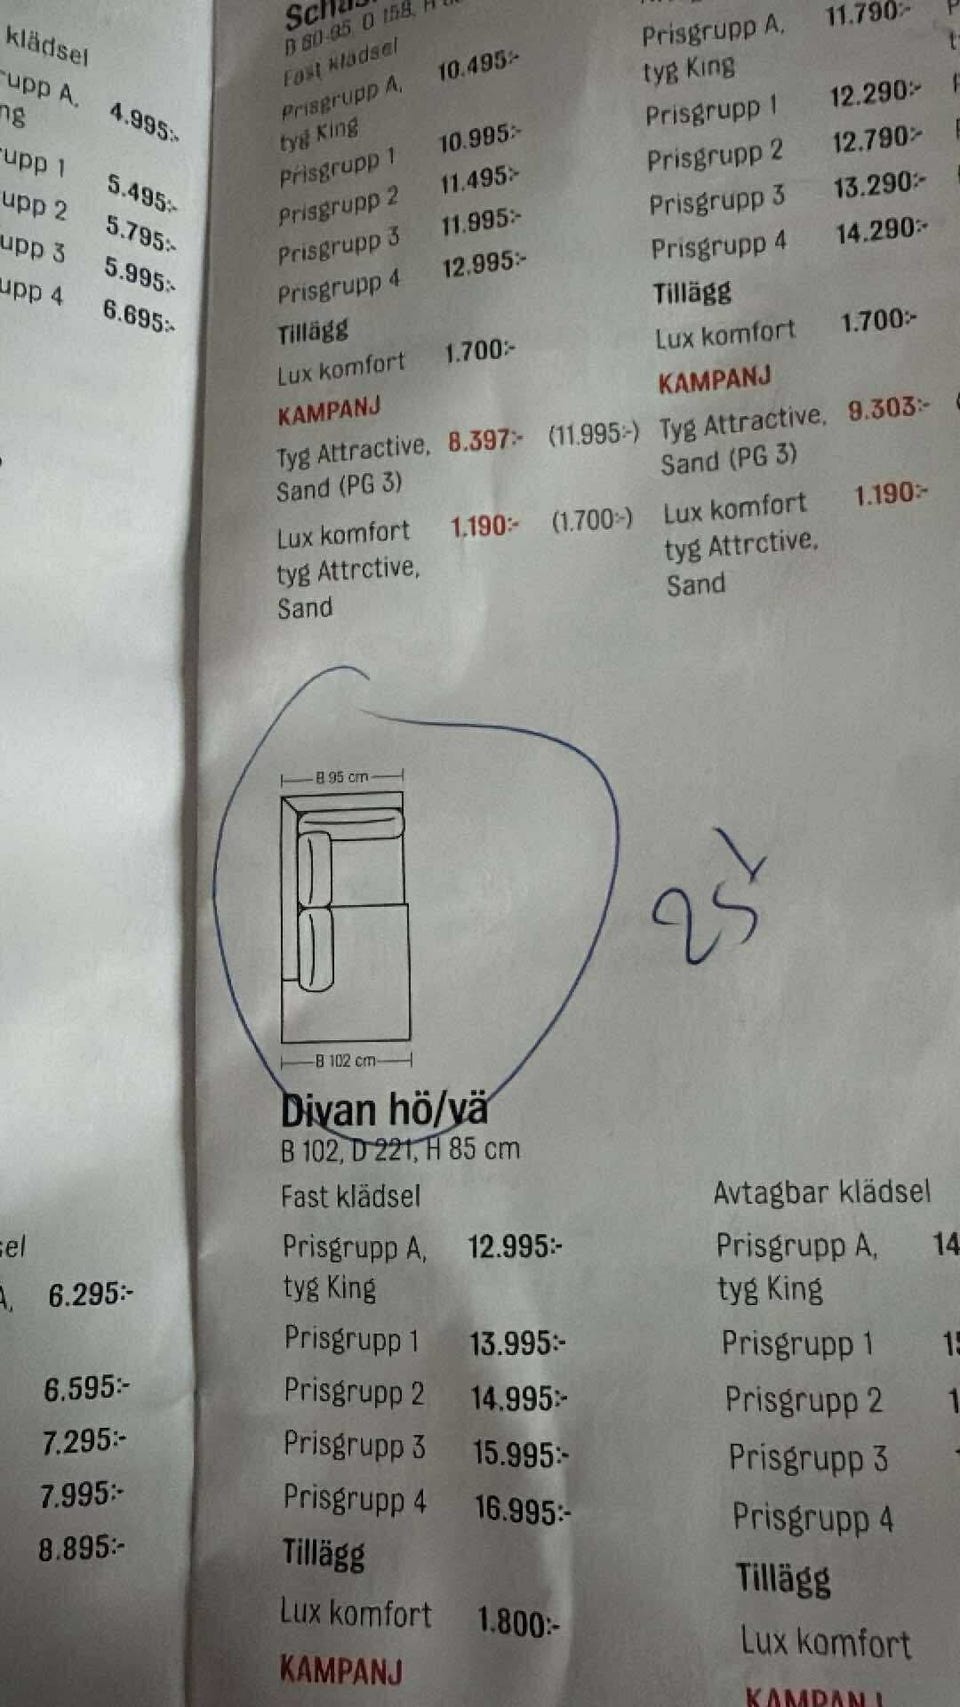 klädsel
4.995:-
5.495:-
upp 2 5.795:-
upp 3 5.995:-
upp 4 6.695:-
6.295:-
6.595:-
7.295:-
7.995:-
8.895:-
Fast klädsel
Prisgrupp A, 10.495:-
tyg King
Prisgrupp 1 10.995:-
Prisgrupp 2 11.495:-
Prisgrupp 3 11.995:-
Prisgrupp 4 12.995:-
Tillägg
Lux komfort 1.700:-
KAMPANJ
Tyg Attractive, 8.397:- (11.995:-)
Sand (PG 3)
Lux komfort 1.190:- (1.700:-)
tyg Attrctive,
Sand
Prisgrupp A, 11.790:-
tyg King
Prisgrupp 1 12.290:-
Prisgrupp 2 12.790:-
Prisgrupp 3 13.290:-
Prisgrupp 4 14.290:-
Tillägg
Lux komfort 1.700:-
KAMPANJ
Tyg Attractive, 9.303:-
Sand (PG 3)
Lux komfort 1.190:-
tyg Attrctive,
Sand
B 95 cm
25
B 102 cm
Divan hö/vä
B 102, D 221, H 85 cm
Fast klädsel
Prisgrupp A, 12.995:-
tyg King
Prisgrupp 1 13.995:-
Prisgrupp 2 14.995:-
Prisgrupp 3 15.995:-
Prisgrupp 4 16.995:-
Tillägg
Lux komfort 1.800:-
KAMPANJ
Avtagbar klädsel
Prisgrupp A, 14
tyg King
Prisgrupp 1
Prisgrupp 2
Prisgrupp 3
Prisgrupp 4
Tillägg
Lux komfort
KAMPANJ